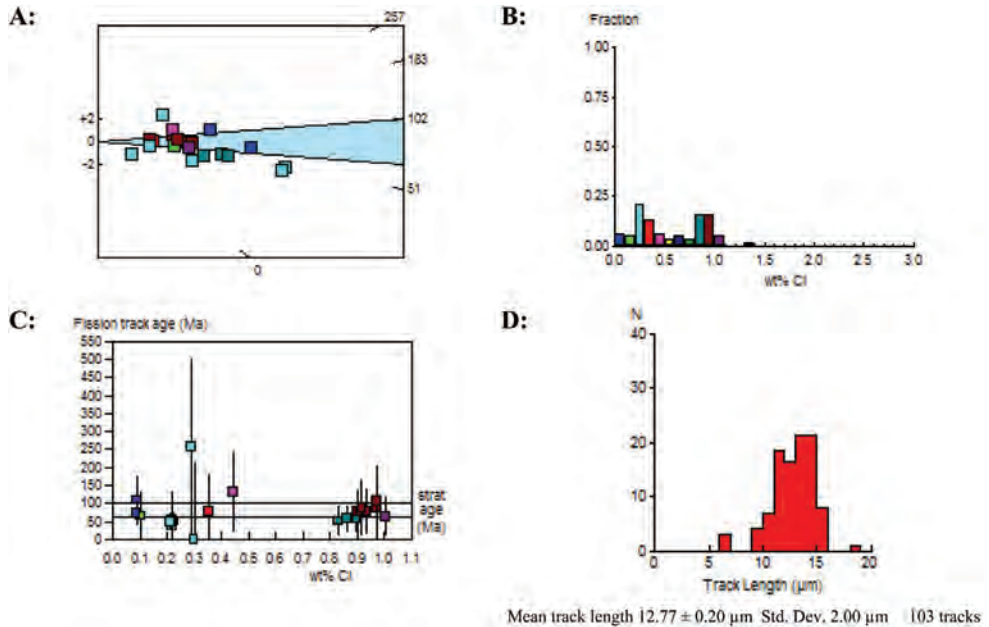 A:
257
183
102
51
0
+2
0
-2
B:
Fraction
1.00
0.75
0.50
0.25
0.00
0.0 0.5 1.0 1.5 2.0 2.5 3.0
wt% Cl
C:
Fission track age (Ma)
550
500
450
400
350
300
250
200
150
100
50
0
strat
age
(Ma)
0.0 0.1 0.2 0.3 0.4 0.5 0.6 0.7 0.8 0.9 1.0 1.1
wt% Cl
D:
N
40
30
20
10
0
0 5 10 15 20
Track Length (µm)
Mean track length 12.77 ± 0.20 µm Std. Dev, 2.00 µm 103 tracks